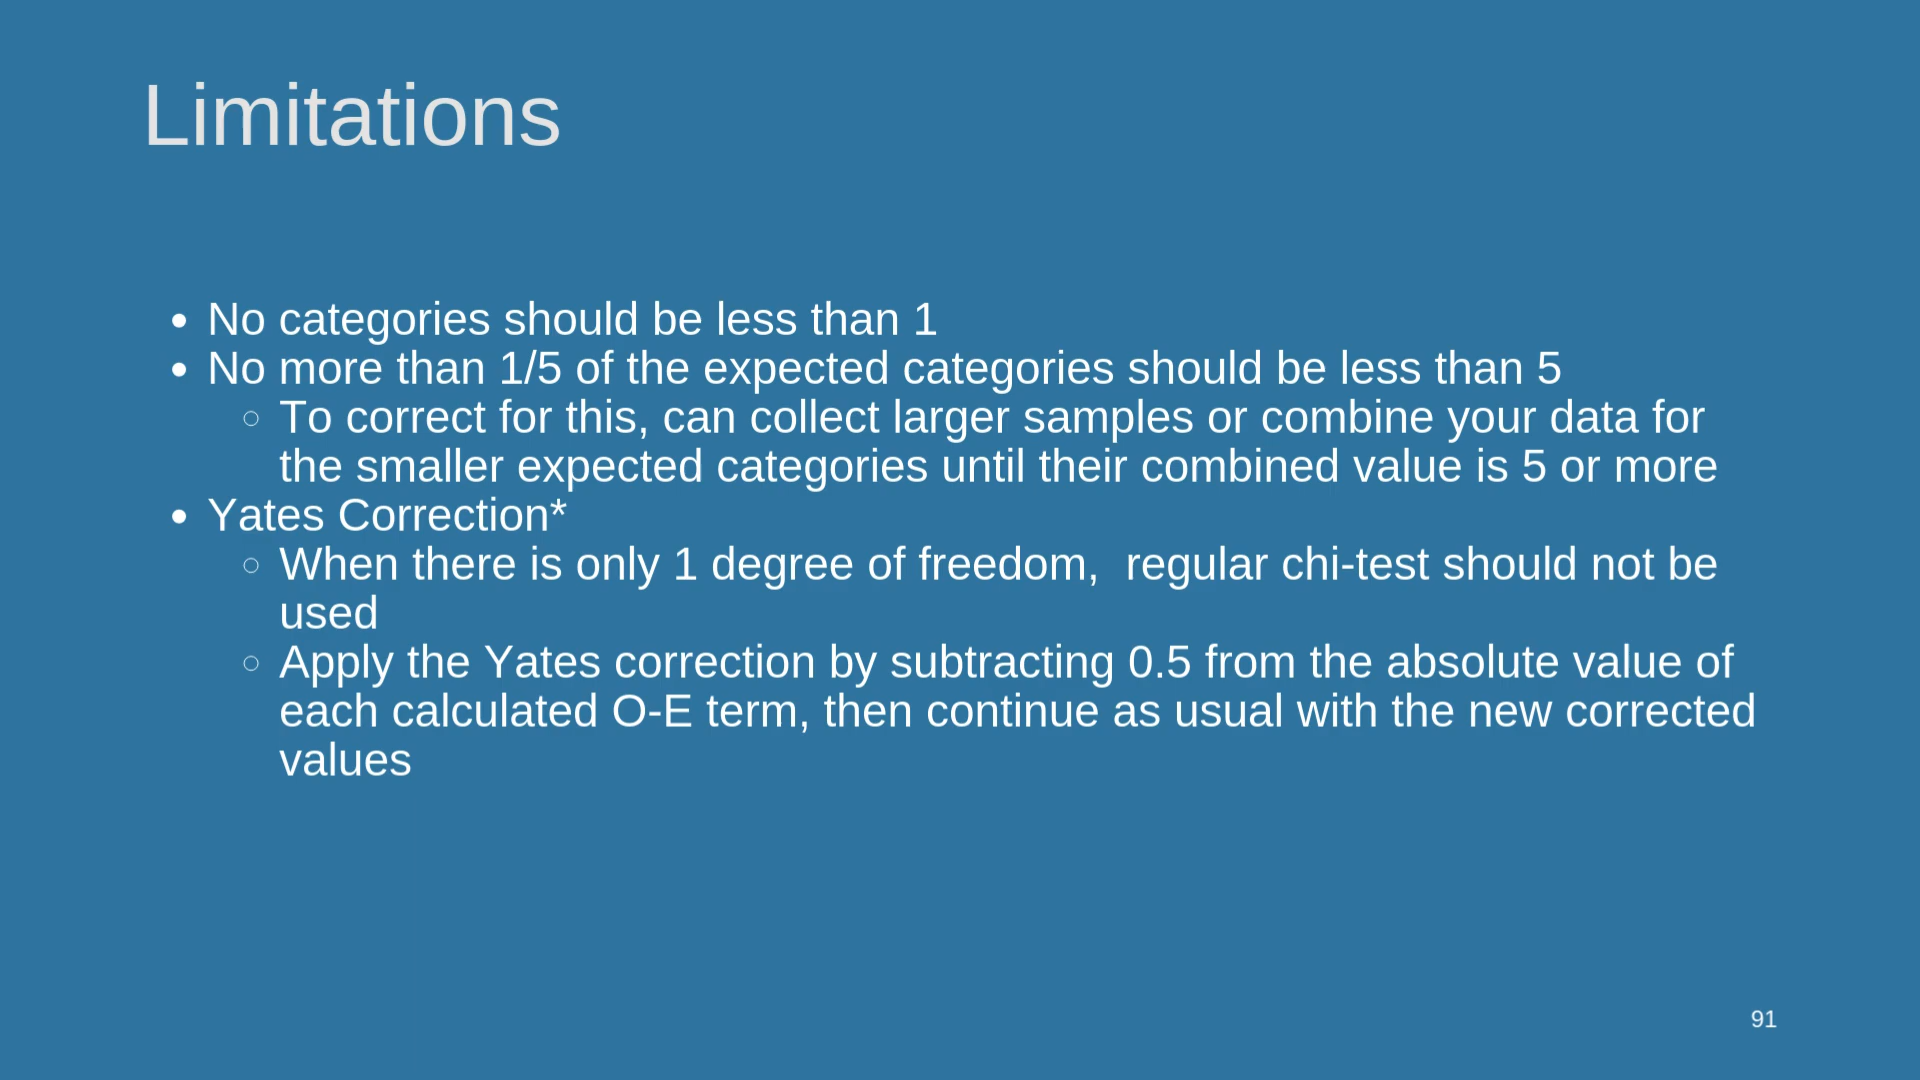 Limitations
• No categories should be less than 1
• No more than 1/5 of the expected categories should be less than 5
○ To correct for this, can collect larger samples or combine your data for
the smaller expected categories until their combined value is 5 or more
• Yates Correction*
○ When there is only 1 degree of freedom,  regular chi-test should not be
used
○ Apply the Yates correction by subtracting 0.5 from the absolute value of
each calculated O-E term, then continue as usual with the new corrected
values
91